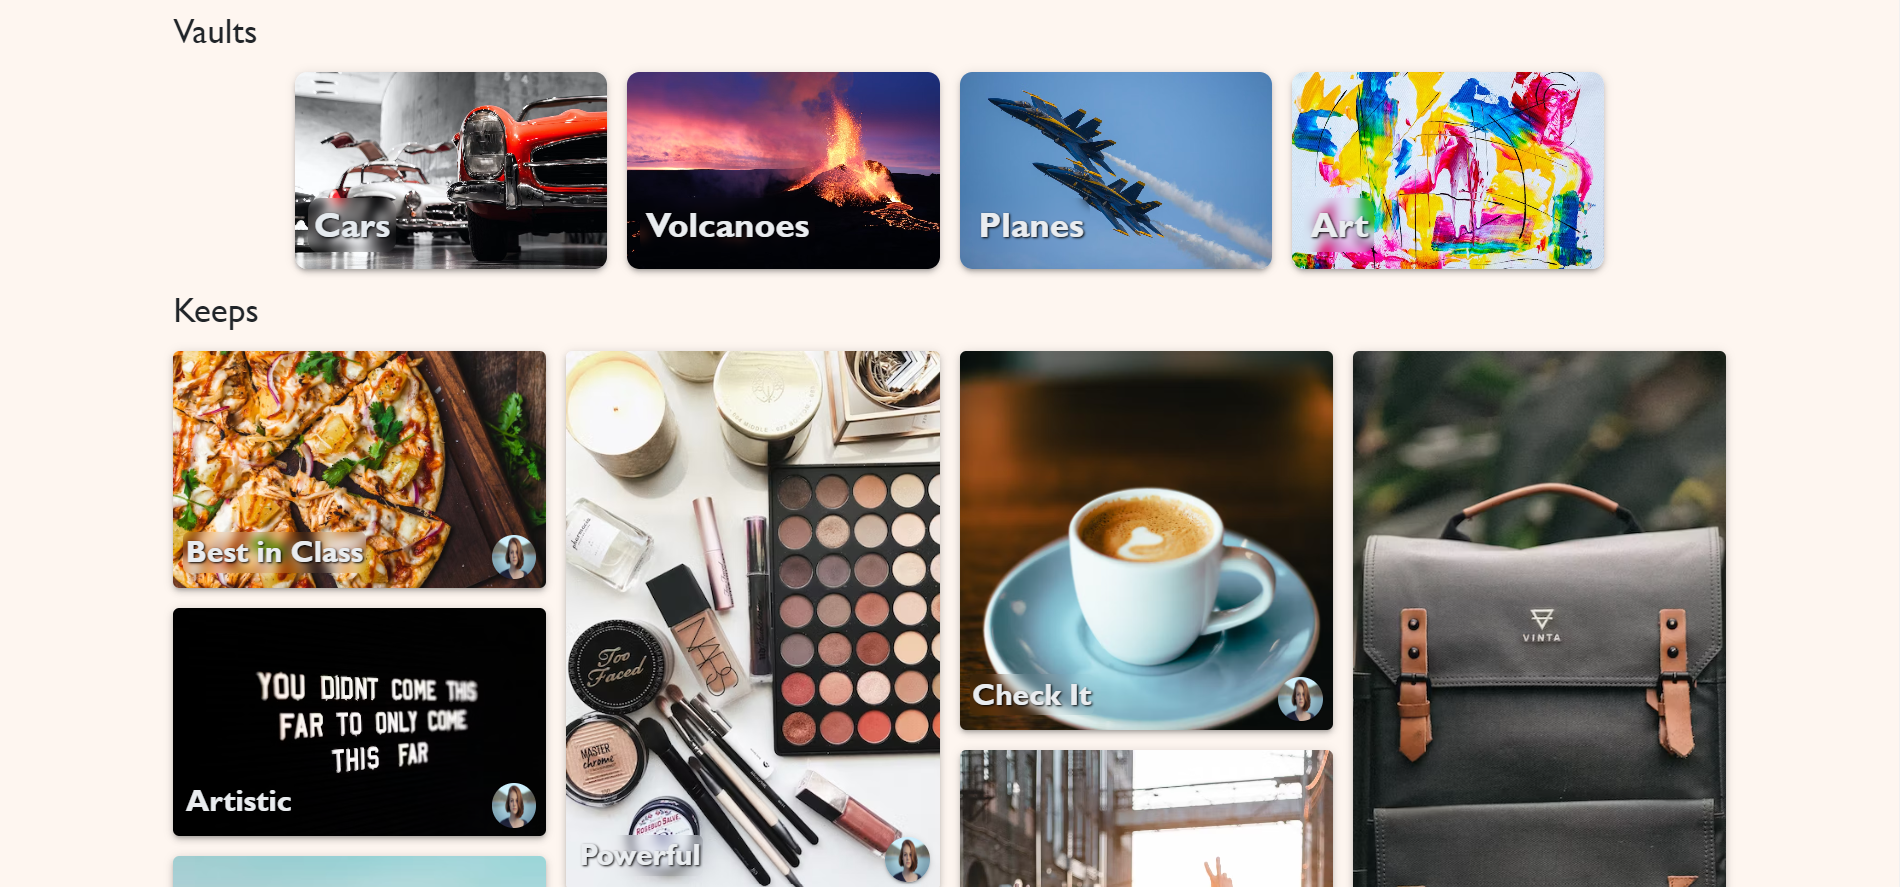 Vaults
Cars
Volcanoes
Planes
Art
Keeps
Best in Class
YOU DIDNT COME THIS
FAR TO ONLY COME
THIS FAR
Artistic
Too
Faced
NARS
MASTER
chrome
ROSEBUD SALVE
Powerful
Check It
VINTA